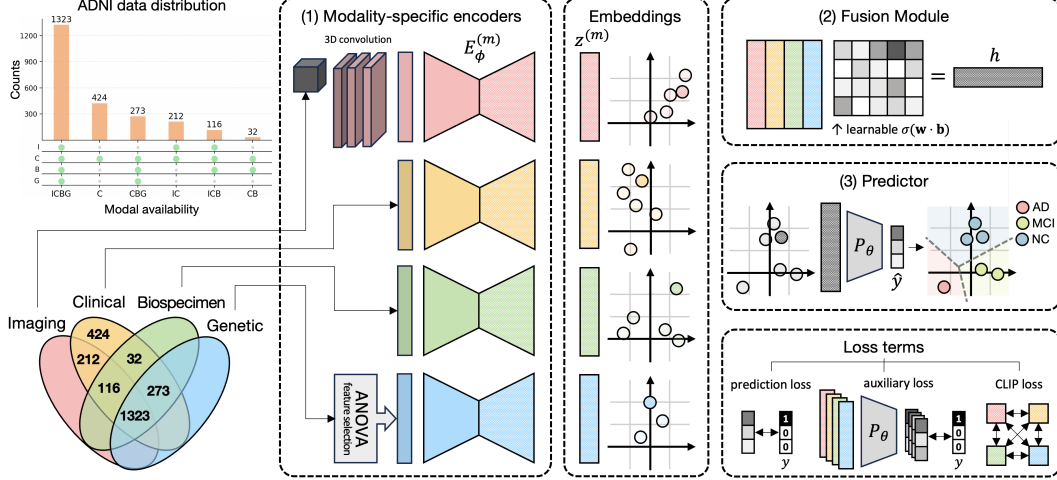 ADNI data distribution
1323
1200
900
600
300
Counts
424
273
212
116
32
I
C
B
G
ICBG C CBG IC ICB CB
Modal availability
Imaging
Clinical
Biospecimen
Genetic
424
212
32
116
273
1323
(1) Modality-specific encoders
3D convolution
E_ϕ^(m)
ANOVA
feature selection
Embeddings
z^(m)
(2) Fusion Module
=
h
↑ learnable σ(w · b)
(3) Predictor
P_θ
ŷ
AD
MCI
NC
Loss terms
prediction loss
auxiliary loss
CLIP loss
1
0
0
y
P_θ
1
0
0
y